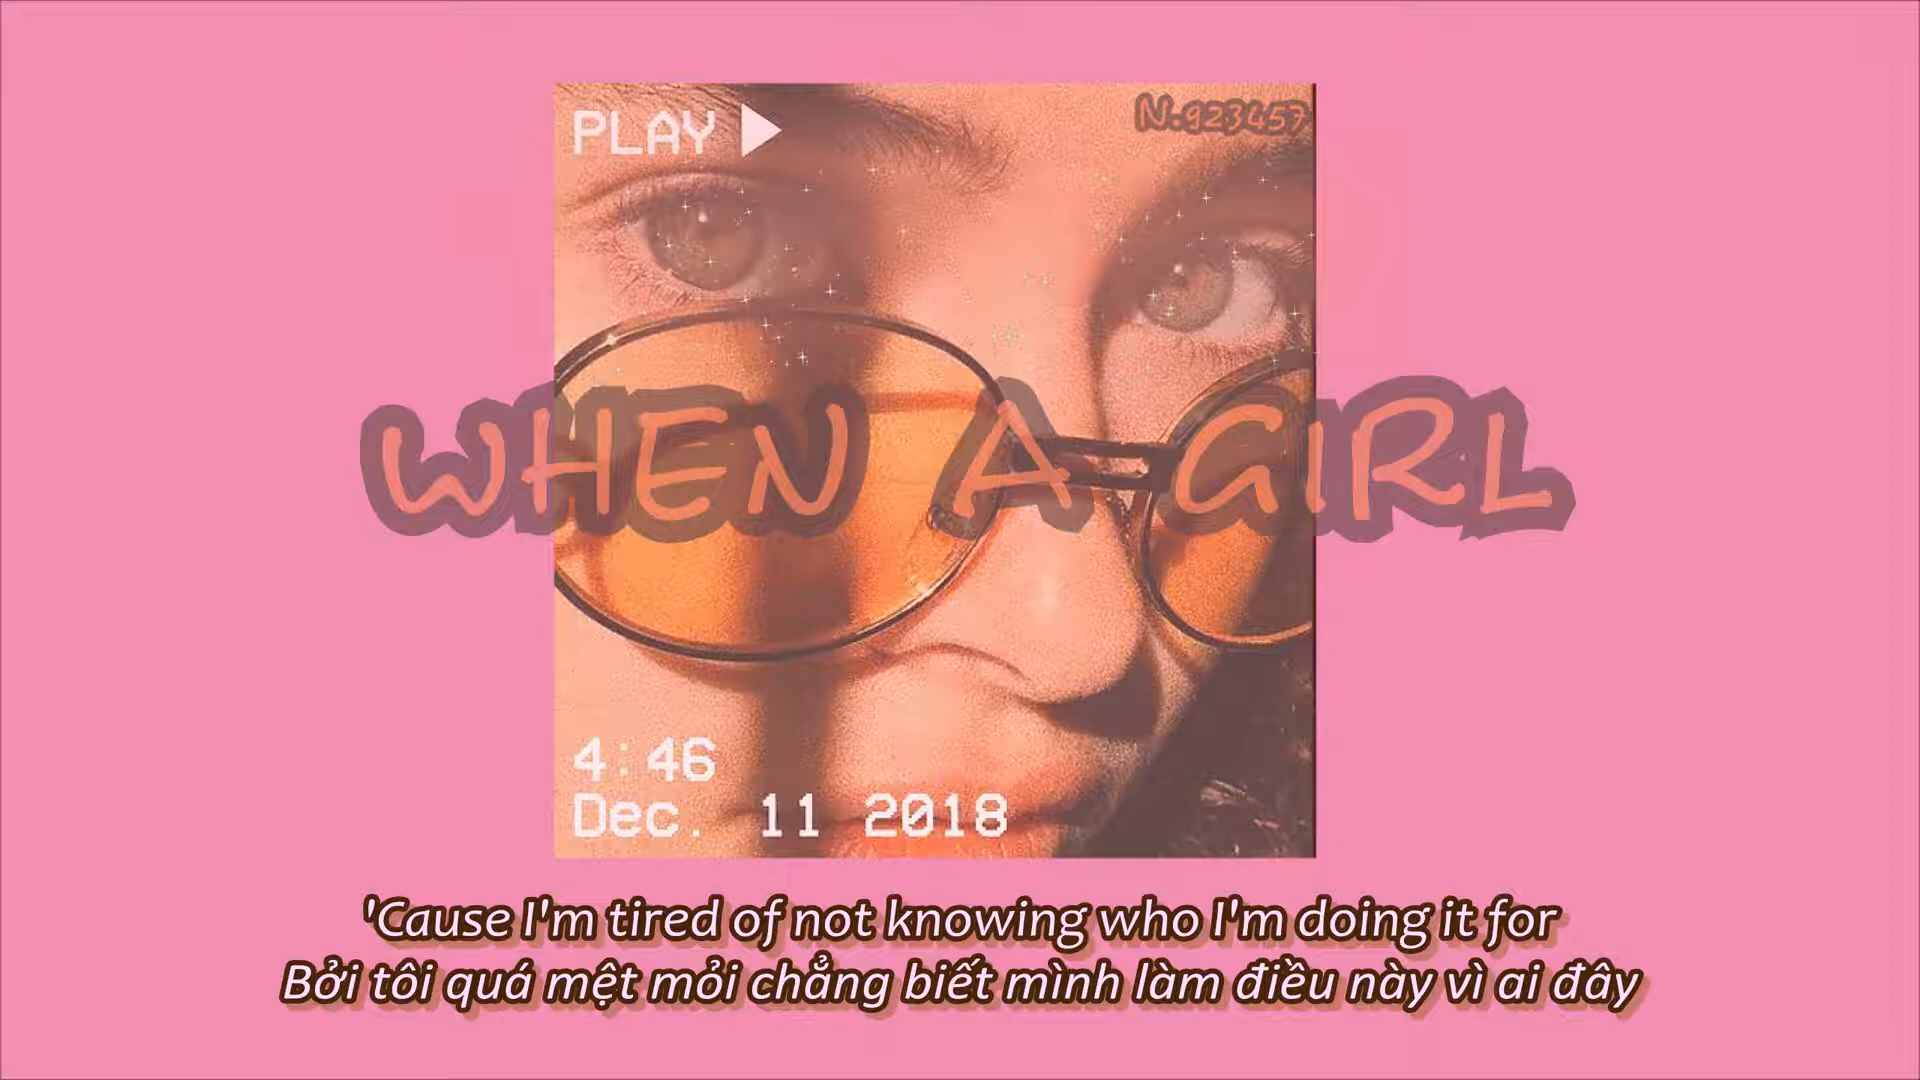 PLAY
N.923457
WHEN A GIRL
4:46
Dec. 11 2018
'Cause I'm tired of not knowing who I'm doing it for
Bởi tôi quá mệt mỏi chẳng biết mình làm điều này vì ai đây